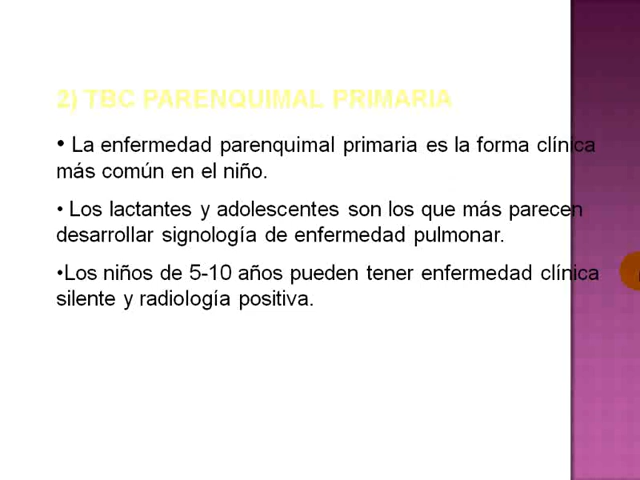 2) TBC PARENQUIMAL PRIMARIA
• La enfermedad parenquimal primaria es la forma clínica
más común en el niño.
• Los lactantes y adolescentes son los que más parecen
desarrollar signología de enfermedad pulmonar.
•Los niños de 5-10 años pueden tener enfermedad clínica
silente y radiología positiva.